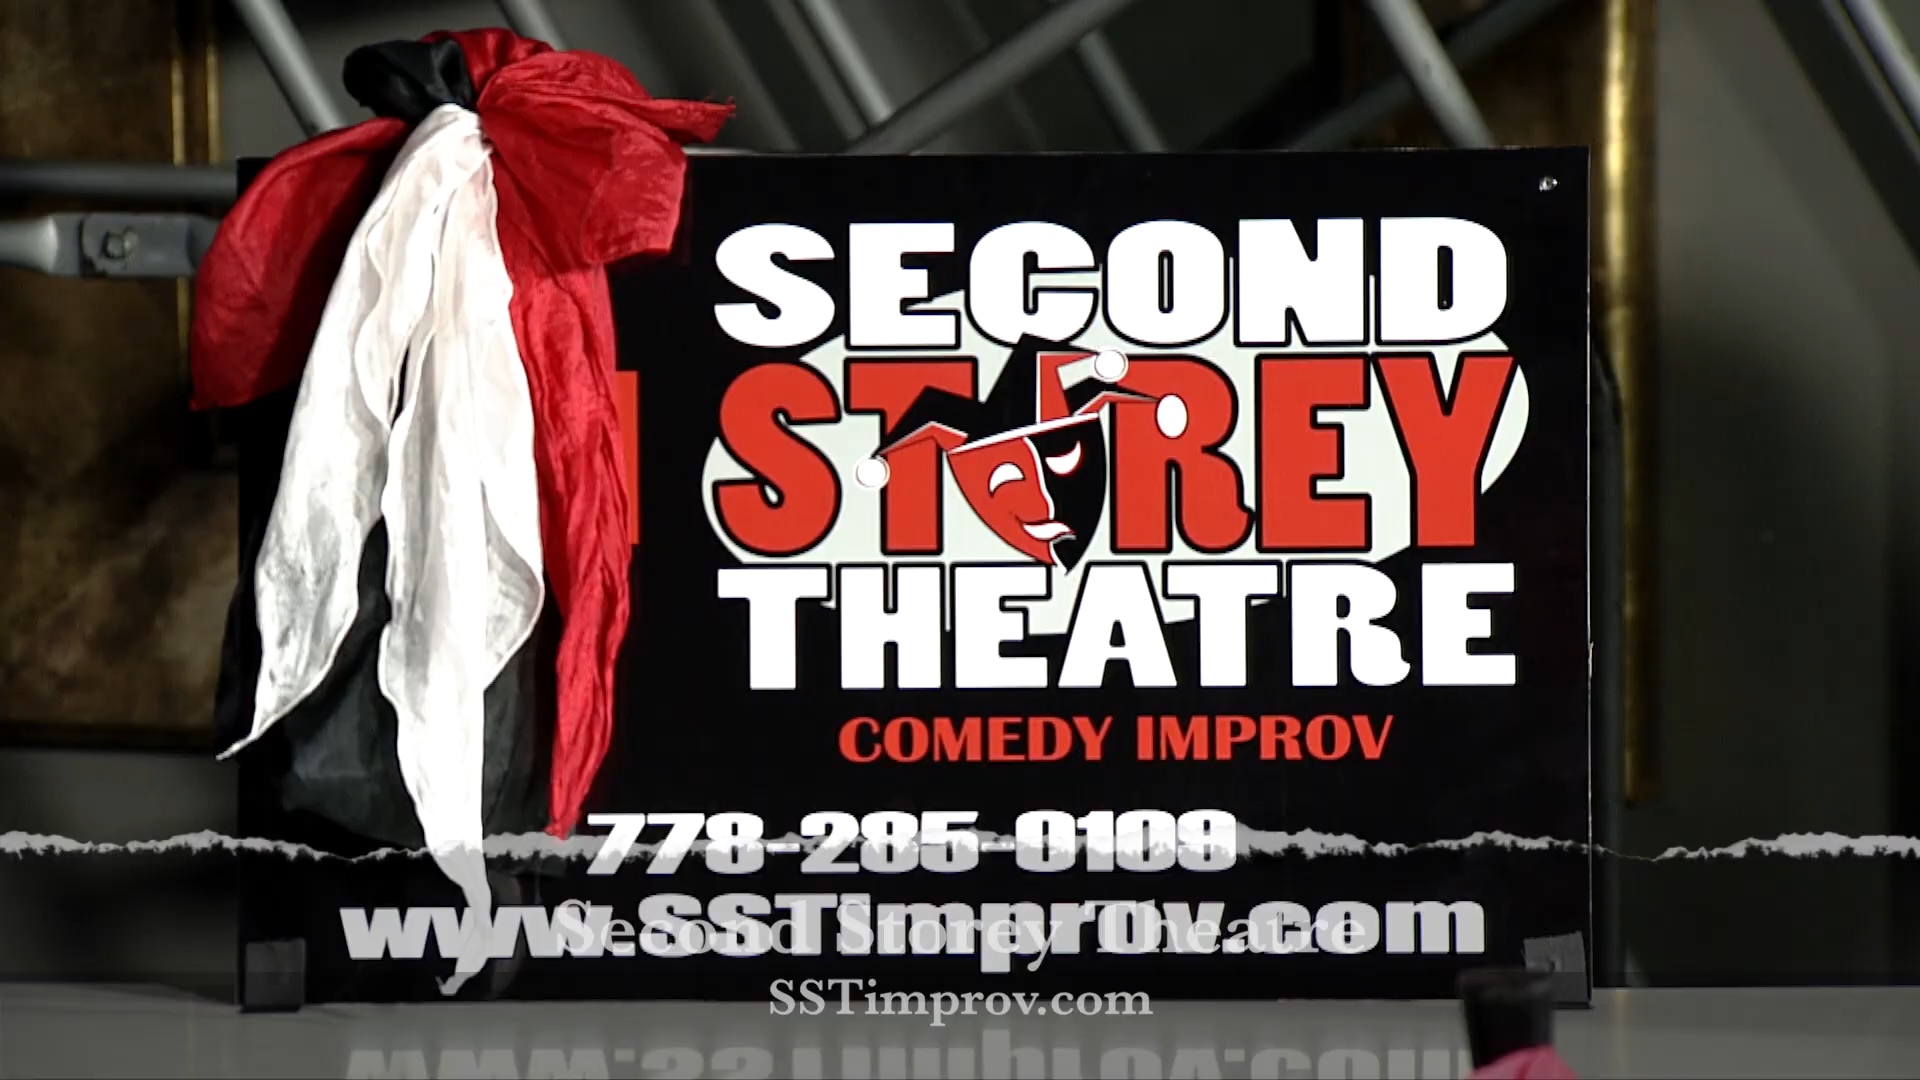 SECOND
STOREY
THEATRE
COMEDY IMPROV
778-285-0109
www.SSTimprov.com
Second Storey Theatre
SSTimprov.com